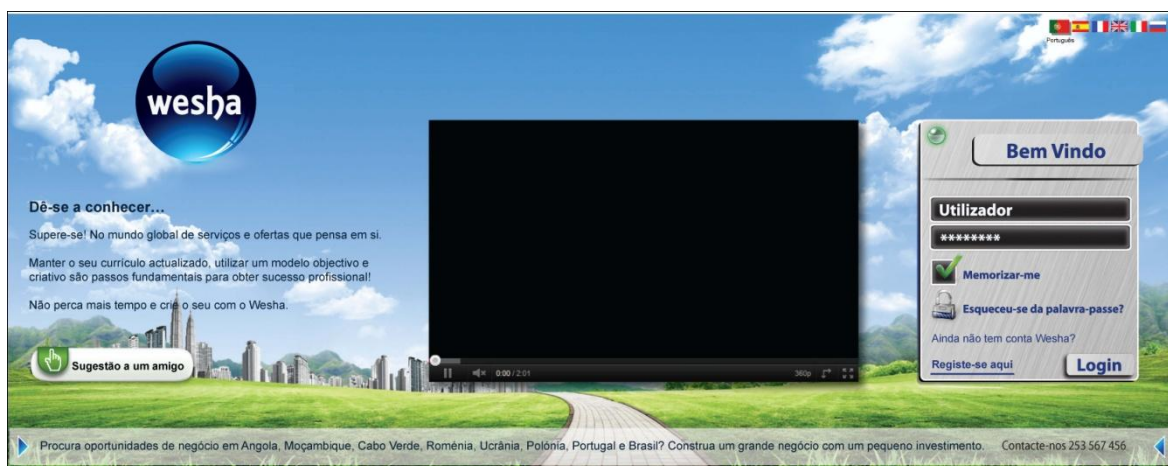 Português
wesha
Bem Vindo
Dê-se a conhecer...
Supere-se! No mundo global de serviços e ofertas que pensa em si.
Manter o seu currículo actualizado, utilizar um modelo objectivo e
criativo são passos fundamentais para obter sucesso profissional!
Não perca mais tempo e crie o seu com o Wesha.
Sugestão a um amigo
0:00 / 2:01
360p
Utilizador
********
Memorizar-me
Esqueceu-se da palavra-passe?
Ainda não tem conta Wesha?
Registe-se aqui
Login
Procura oportunidades de negócio em Angola, Moçambique, Cabo Verde, Roménia, Ucrânia, Polónia, Portugal e Brasil? Construa um grande negócio com um pequeno investimento. Contacte-nos 253 567 456